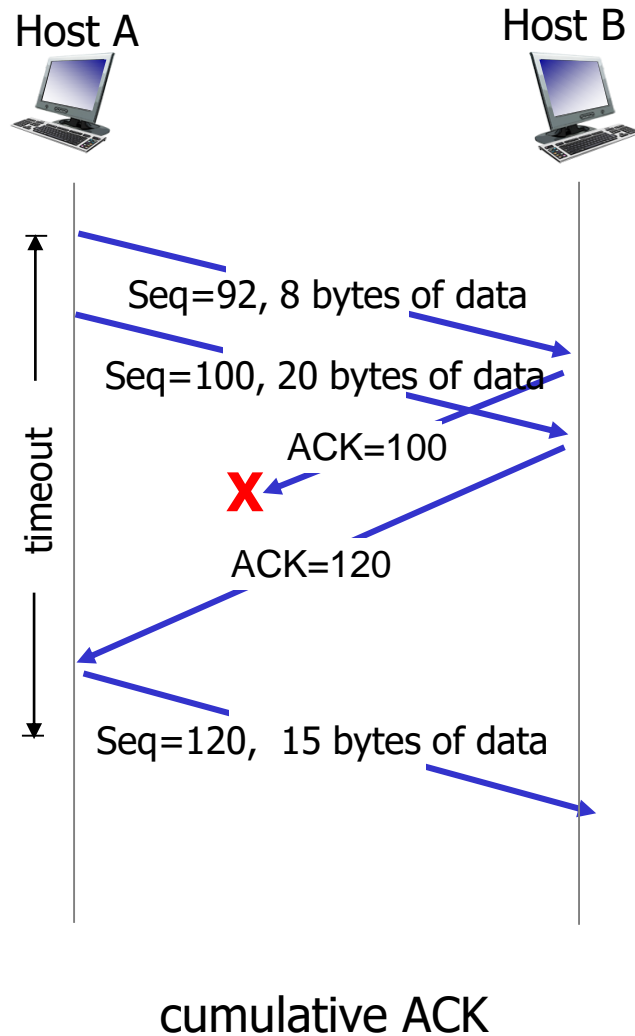 Host A
Host B
Seq=92, 8 bytes of data
Seq=100, 20 bytes of data
ACK=100
X
timeout
ACK=120
Seq=120,  15 bytes of data
cumulative ACK